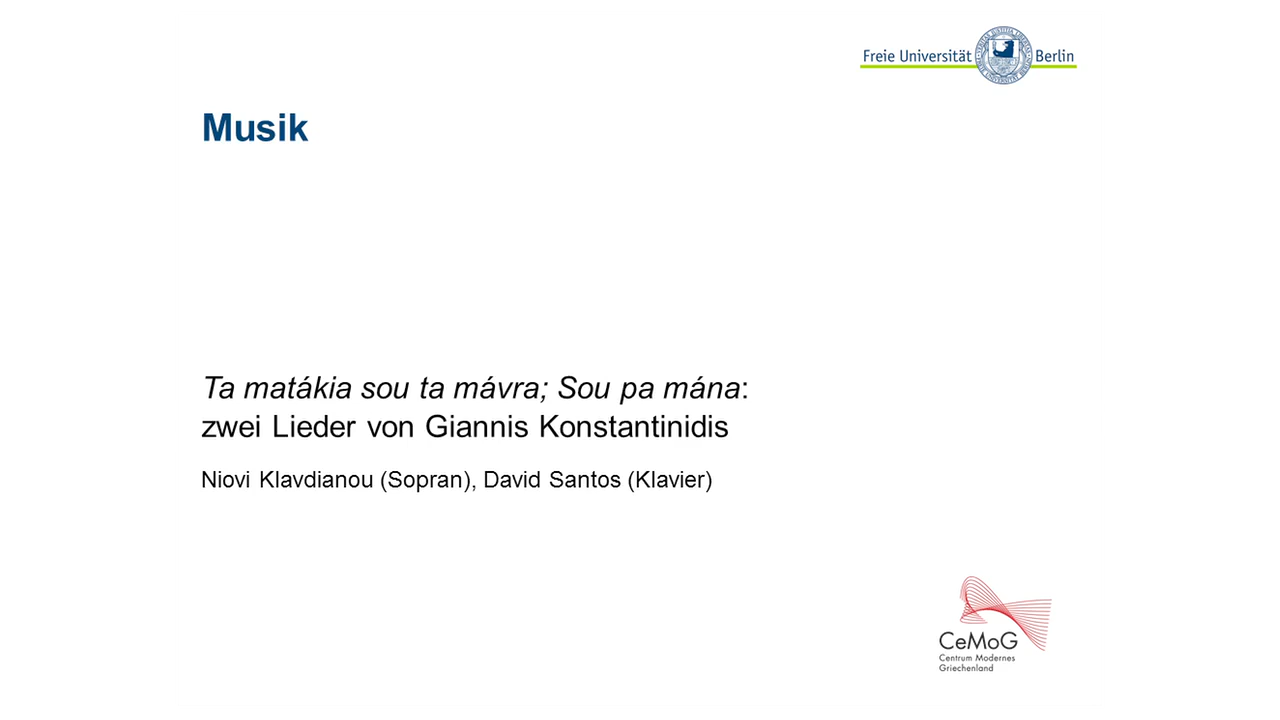 Freie Universität Berlin
Musik
Ta matákia sou ta mávra; Sou pa mána:
zwei Lieder von Giannis Konstantinidis
Niovi Klavdianou (Sopran), David Santos (Klavier)
CeMoG
Centrum Modernes
Griechenland